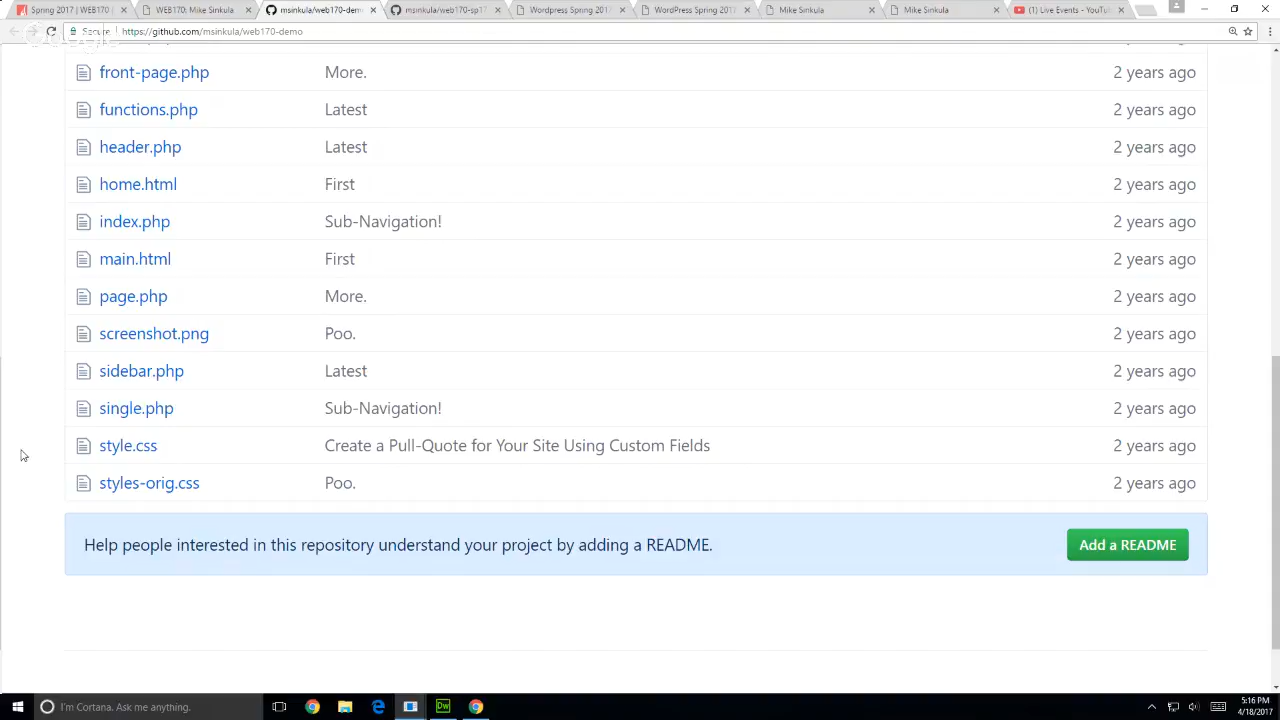 Spring 2017 | WEB170 |
WEB170: Mike Sinkula
msinkula/web170-dem
msinkula/web170-sp17
Wordpress Spring 2017
WordPress Spring 2017
Mike Sinkula
Mike Sinkula
(1) Live Events - YouTu
Secure
https://github.com/msinkula/web170-demo
front-page.php More. 2 years ago
functions.php Latest 2 years ago
header.php Latest 2 years ago
home.html First 2 years ago
index.php Sub-Navigation! 2 years ago
main.html First 2 years ago
page.php More. 2 years ago
screenshot.png Poo. 2 years ago
sidebar.php Latest 2 years ago
single.php Sub-Navigation! 2 years ago
style.css Create a Pull-Quote for Your Site Using Custom Fields 2 years ago
styles-orig.css Poo. 2 years ago
Help people interested in this repository understand your project by adding a README. Add a README
I'm Cortana. Ask me anything.
Dw
5:16 PM
4/18/2017